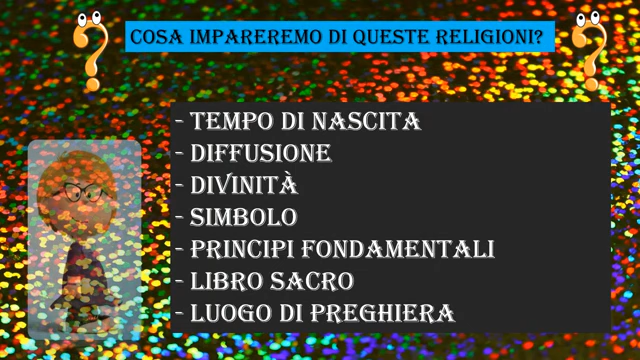 COSA IMPAREREMO DI QUESTE RELIGIONI?
- TEMPO DI NASCITA
- DIFFUSIONE
- DIVINITÀ
- SIMBOLO
- PRINCIPI FONDAMENTALI
- LIBRO SACRO
- LUOGO DI PREGHIERA